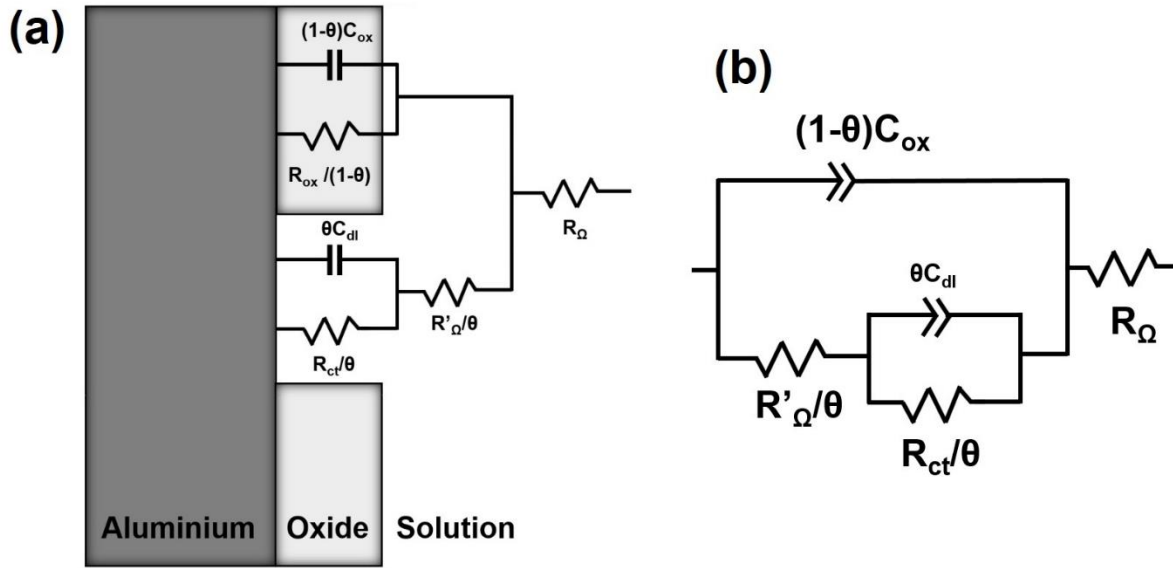 (a)
(1-θ)Cox
Rox /(1-θ)
θCdl
Rct/θ
R'Ω/θ
RΩ
Aluminium Oxide Solution
(b)
(1-θ)Cox
θCdl
R'Ω/θ
Rct/θ
RΩ